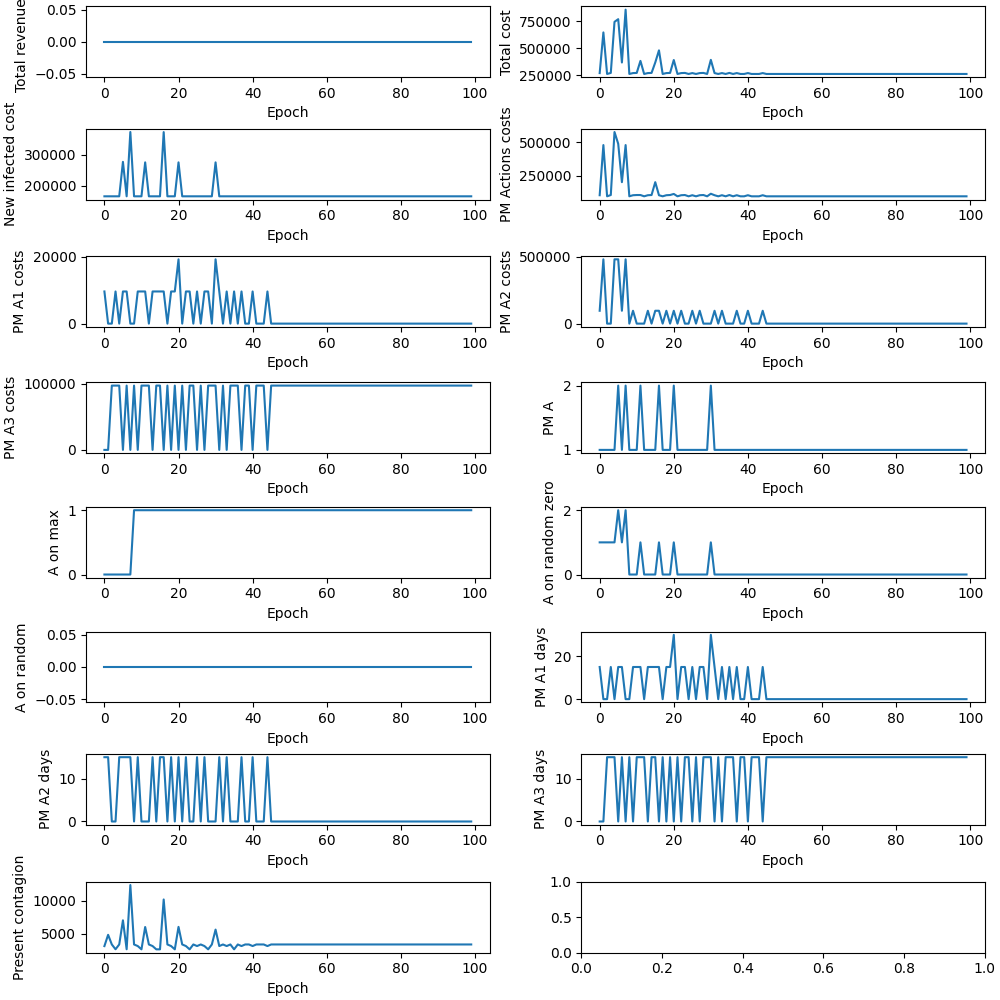 Total revenue
0.05
0.00
−0.05
0 20 40 60 80 100
Epoch
Total cost
750000
500000
250000
0 20 40 60 80 100
Epoch
New infected cost
300000
200000
0 20 40 60 80 100
Epoch
PM Actions costs
500000
250000
0 20 40 60 80 100
Epoch
PM A1 costs
20000
0
0 20 40 60 80 100
Epoch
PM A2 costs
500000
0
0 20 40 60 80 100
Epoch
PM A3 costs
100000
0
0 20 40 60 80 100
Epoch
PM A
2
1
0 20 40 60 80 100
Epoch
A on max
1
0
0 20 40 60 80 100
Epoch
A on random zero
2
0
0 20 40 60 80 100
Epoch
A on random
0.05
0.00
−0.05
0 20 40 60 80 100
Epoch
PM A1 days
20
0
0 20 40 60 80 100
Epoch
PM A2 days
10
0
0 20 40 60 80 100
Epoch
PM A3 days
10
0
0 20 40 60 80 100
Epoch
Present contagion
10000
5000
0 20 40 60 80 100
Epoch
1.0
0.5
0.0
0.0 0.2 0.4 0.6 0.8 1.0